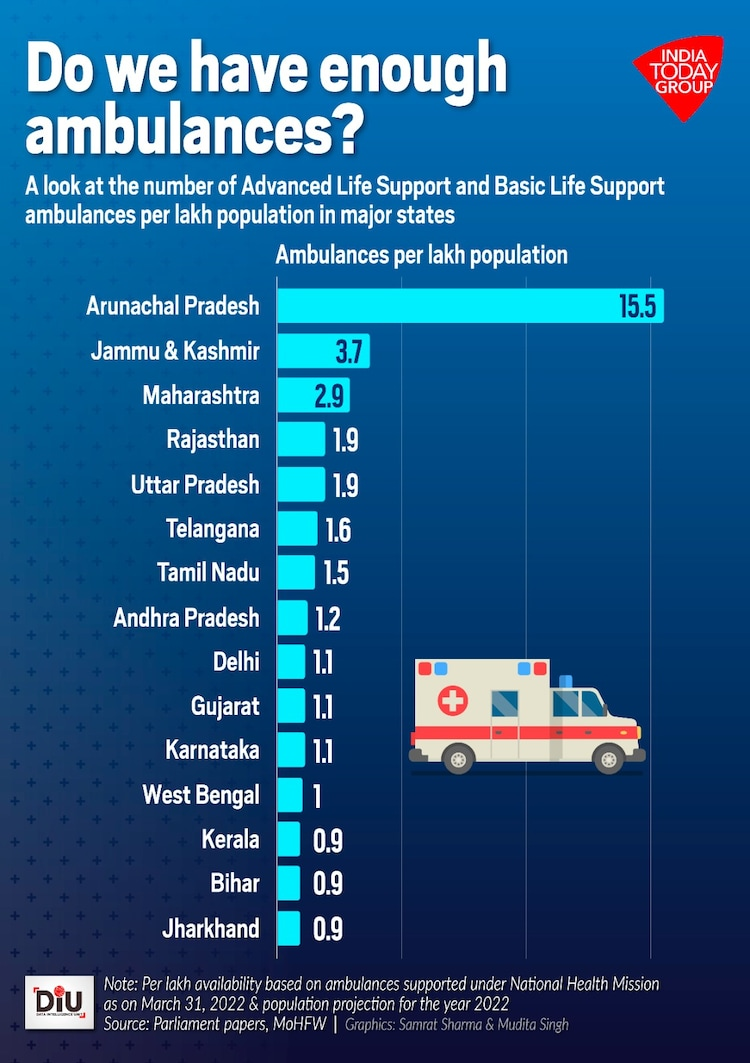 Do we have enough
ambulances?
INDIA
TODAY
GROUP
A look at the number of Advanced Life Support and Basic Life Support
ambulances per lakh population in major states
Ambulances per lakh population
Arunachal Pradesh 15.5
Jammu & Kashmir 3.7
Maharashtra 2.9
Rajasthan 1.9
Uttar Pradesh 1.9
Telangana 1.6
Tamil Nadu 1.5
Andhra Pradesh 1.2
Delhi 1.1
Gujarat 1.1
Karnataka 1.1
West Bengal 1
Kerala 0.9
Bihar 0.9
Jharkhand 0.9
DiU
DATA INTELLIGENCE UNIT
Note: Per lakh availability based on ambulances supported under National Health Mission
as on March 31, 2022 & population projection for the year 2022
Source: Parliament papers, MoHFW | Graphics: Samrat Sharma & Mudita Singh